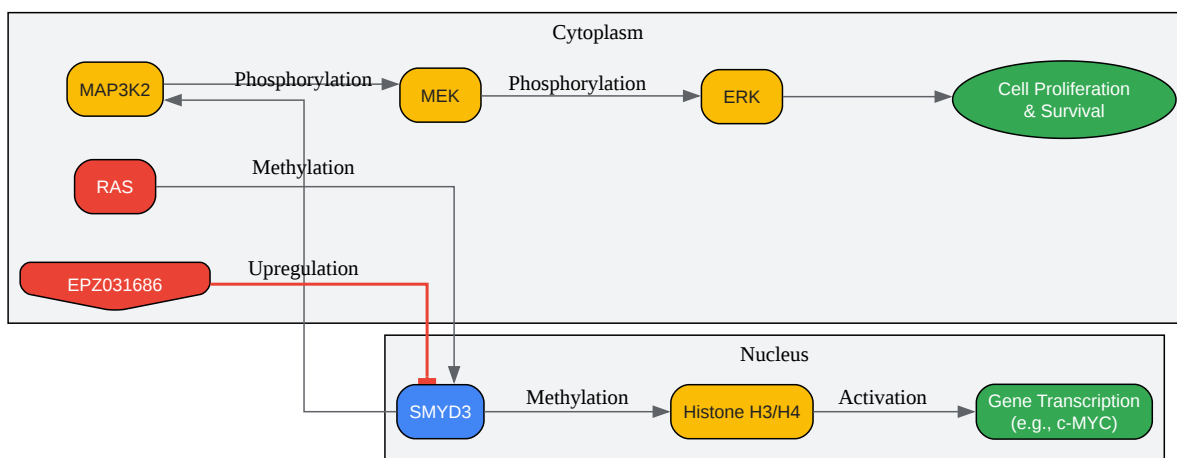 Cytoplasm
MAP3K2
Phosphorylation
MEK
Phosphorylation
ERK
Cell Proliferation
& Survival
RAS
Methylation
EPZ031686
Upregulation
Nucleus
SMYD3
Methylation
Histone H3/H4
Activation
Gene Transcription
(e.g., c-MYC)